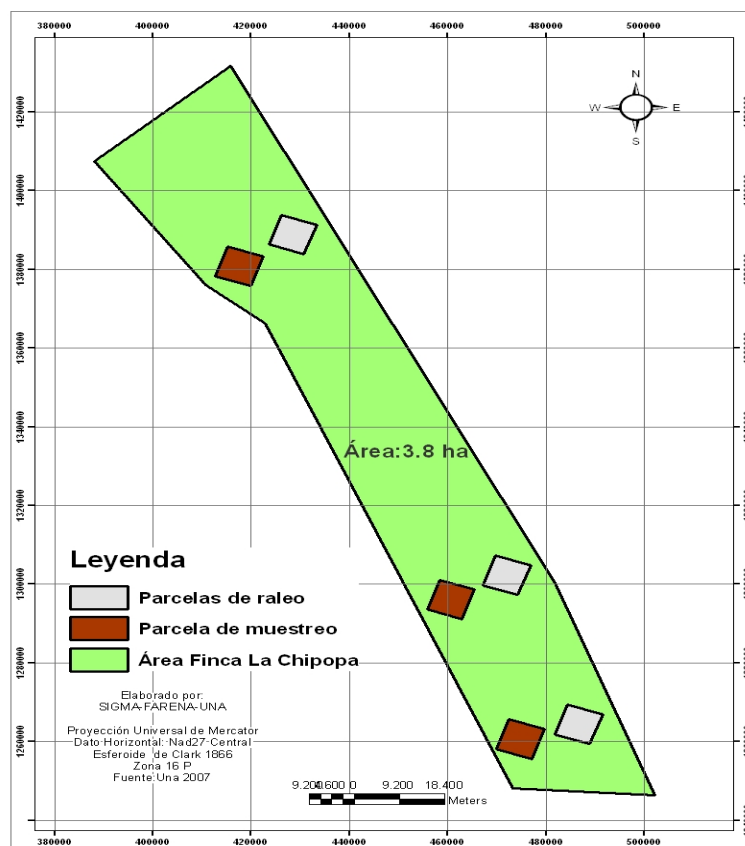 380000 400000 420000 440000 460000 480000 500000
N
W E
S
1420000
1400000
1380000
1360000
1340000
1320000
1300000
1280000
1260000
Área:3.8 ha
Leyenda
Parcelas de raleo
Parcela de muestreo
Área Finca La Chipopa
Elaborado por:
SIGMA-FARENA-UNA
Proyección Universal de Mercator
Dato Horizontal: Nad27-Central
Esferoide de Clark 1866
Zona 16 P
Fuente:Una 2007
0 9.200 18.400
Meters
380000 400000 420000 440000 460000 480000 500000